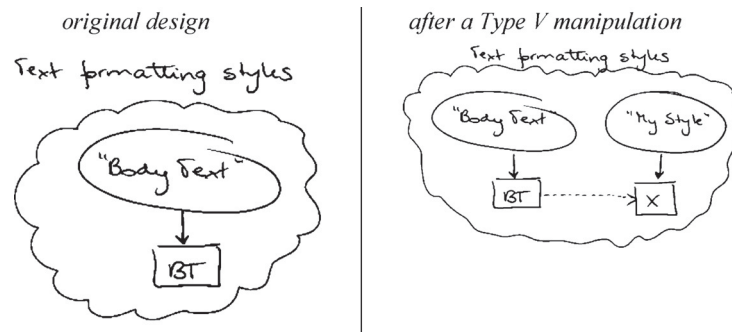 original design
Text formatting styles
"Body Text"
BT
after a Type V manipulation
Text formatting styles
"Body Text" "My Style"
BT X